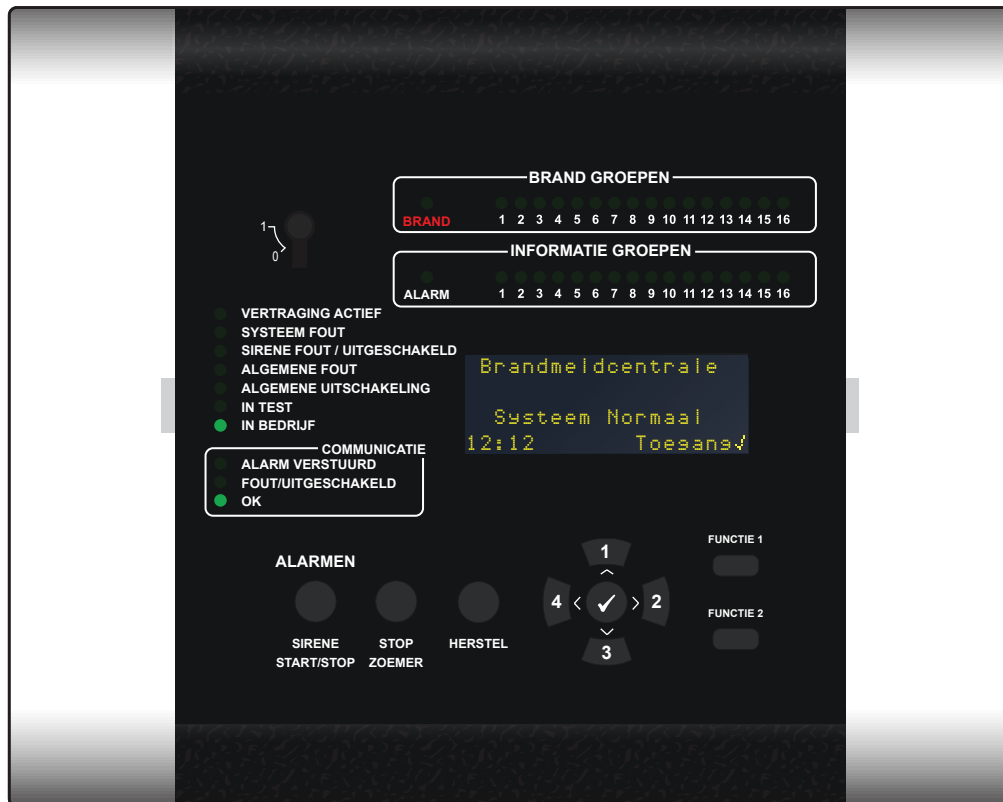 BRAND GROEPEN
BRAND 1 2 3 4 5 6 7 8 9 10 11 12 13 14 15 16
INFORMATIE GROEPEN
ALARM 1 2 3 4 5 6 7 8 9 10 11 12 13 14 15 16
1
0
VERTRAGING ACTIEF
SYSTEEM FOUT
SIRENE FOUT / UITGESCHAKELD
ALGEMENE FOUT
ALGEMENE UITSCHAKELING
IN TEST
IN BEDRIJF
COMMUNICATIE
ALARM VERSTUURD
FOUT/UITGESCHAKELD
OK
Brandmeldcentrale
Systeem Normaal
12:12 Toegang✓
ALARMEN
SIRENE
START/STOP
STOP
ZOEMER
HERSTEL
1
4 < ✓ > 2
3
FUNCTIE 1
FUNCTIE 2